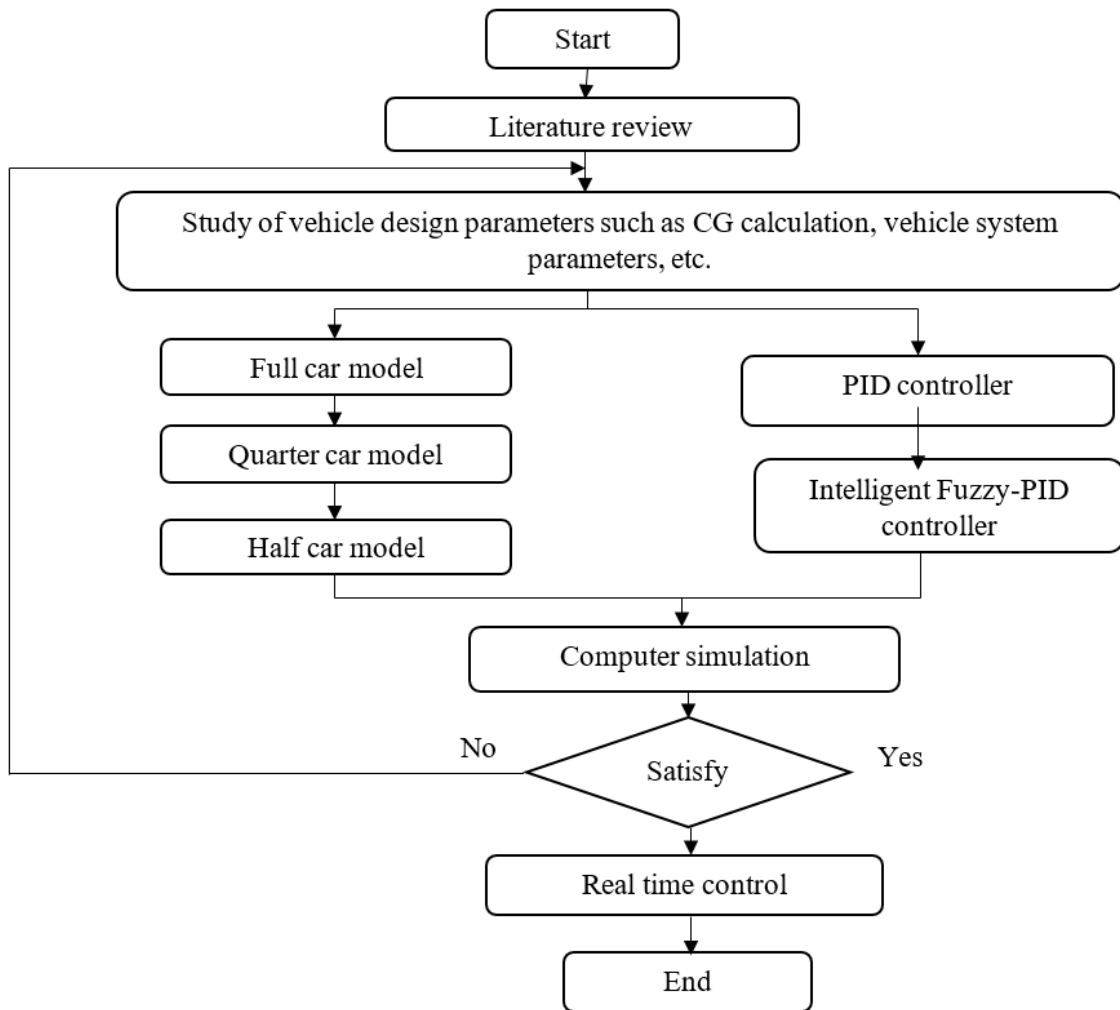 Start
Literature review
Study of vehicle design parameters such as CG calculation, vehicle system
parameters, etc.
Full car model
Quarter car model
Half car model
PID controller
Intelligent Fuzzy-PID
controller
Computer simulation
No
Satisfy
Yes
Real time control
End